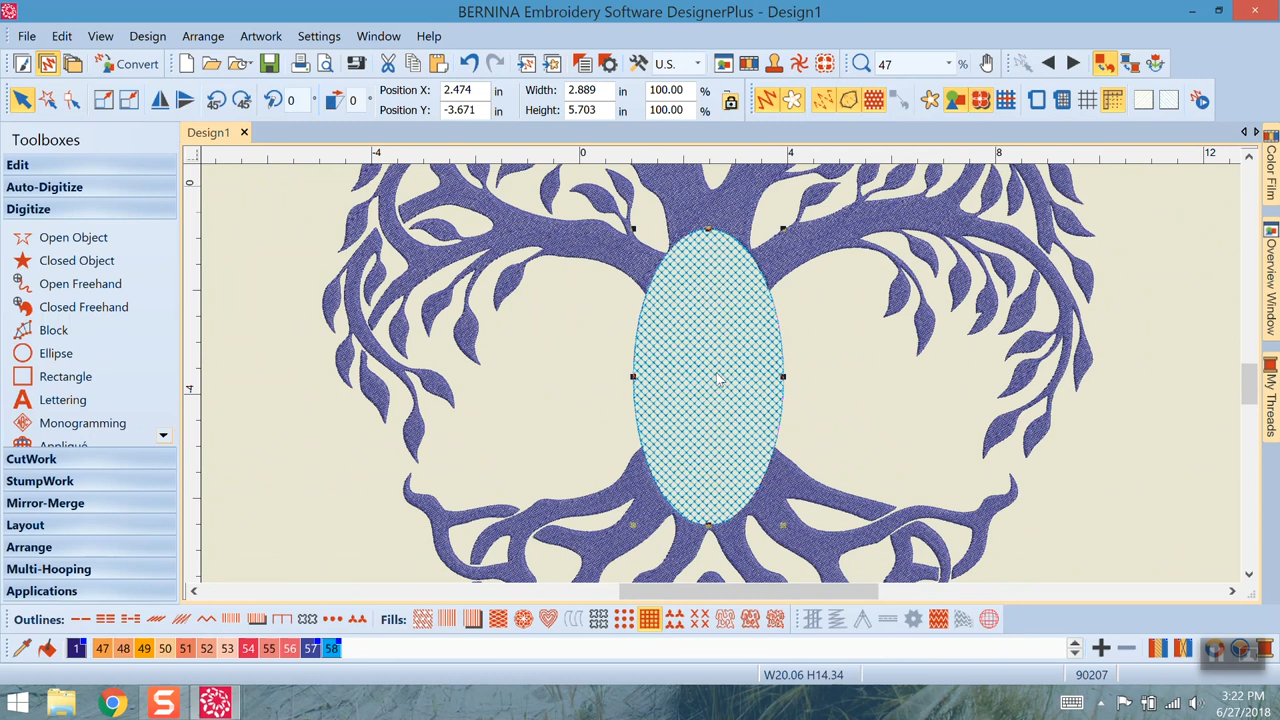 BERNINA Embroidery Software DesignerPlus - Design1
File Edit View Design Arrange Artwork Settings Window Help
Convert U.S. 47 %
Position X: 2.474 in Width: 2.889 in 100.00 %
Position Y: -3.671 in Height: 5.703 in 100.00 %
45 45 0 ° 0 °
Toolboxes
Design1
Edit
Auto-Digitize
Digitize
Open Object
Closed Object
Open Freehand
Closed Freehand
Block
Ellipse
Rectangle
Lettering
Monogramming
Appliqué
CutWork
StumpWork
Mirror-Merge
Layout
Arrange
Multi-Hooping
Applications
-4 0 4 8 12
0
-4
Color Film
Overview Window
My Threads
Outlines: Fills:
1 47 48 49 50 51 52 53 54 55 56 57 58
W20.06 H14.34 90207
3:22 PM
6/27/2018